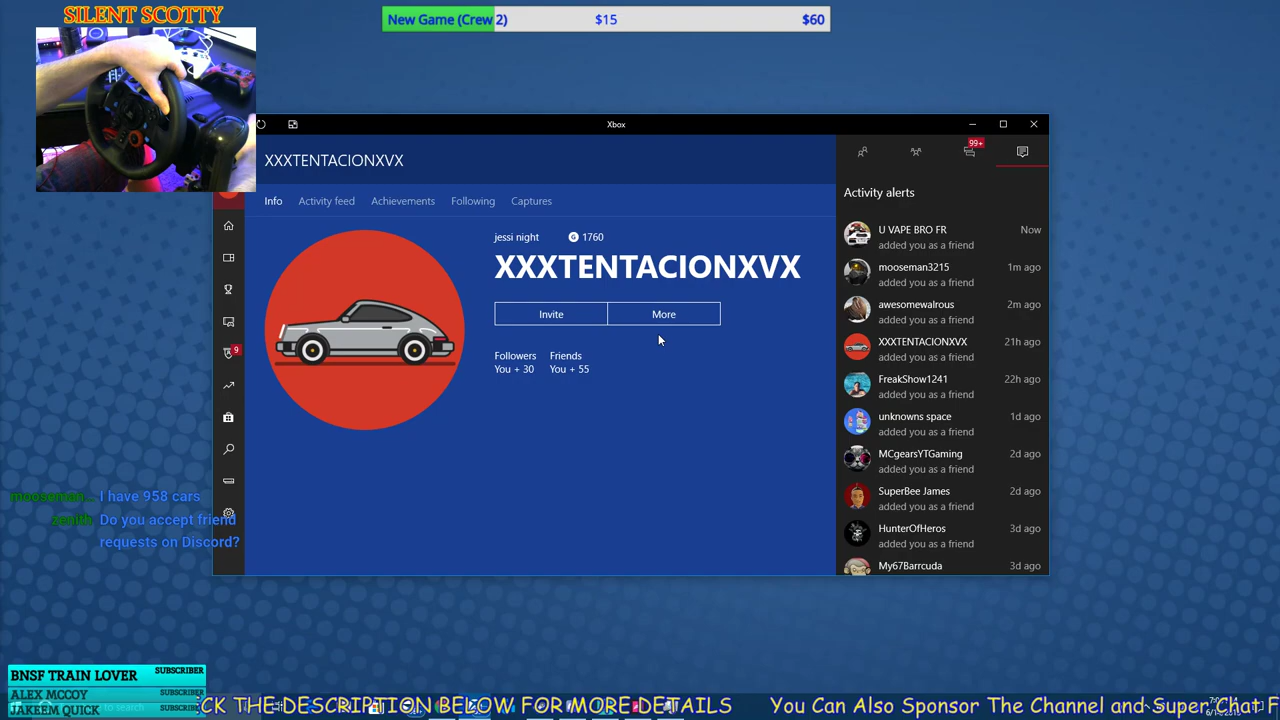 SILENT SCOTTY
New Game (Crew 2) $15 $60
Xbox
XXXTENTACIONXVX
99+
Info Activity feed Achievements Following Captures
Activity alerts
jessi night G 1760
XXXTENTACIONXVX
Invite More
Followers Friends
You + 30 You + 55
9
U VAPE BRO FR Now
added you as a friend
mooseman3215 1m ago
added you as a friend
awesomewalrous 2m ago
added you as a friend
XXXTENTACIONXVX 21h ago
added you as a friend
FreakShow1241 22h ago
added you as a friend
unknowns space 1d ago
added you as a friend
MCgearsYTGaming 2d ago
added you as a friend
SuperBee James 2d ago
added you as a friend
HunterOfHeros 3d ago
added you as a friend
My67Barrcuda 3d ago
mooseman... I have 958 cars
zenith: Do you accept friend
requests on Discord?
BNSF TRAIN LOVER SUBSCRIBER
ALEX MCCOY SUBSCRIBER
JAKEEM QUICK
CK THE DESCRIPTION BELOW FOR MORE DETAILS You Can Also Sponsor The Channel and Super Chat F